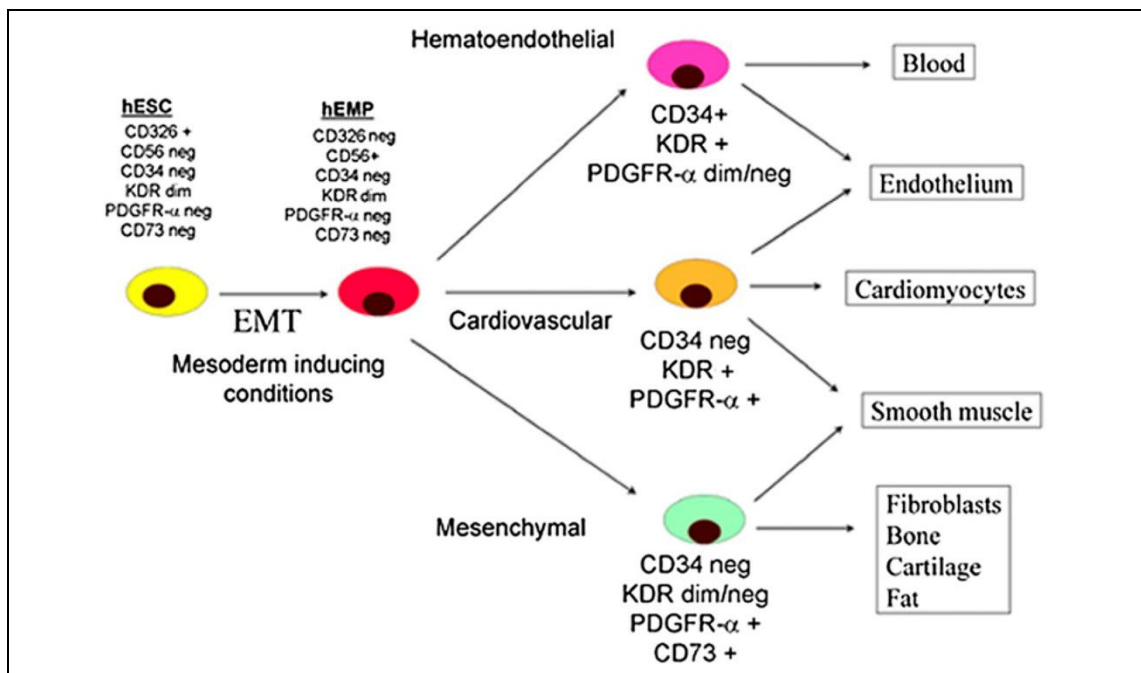 Hematoendothelial
Blood
hESC
CD326 +
CD56 neg
CD34 neg
KDR dim
PDGFR-α neg
CD73 neg
hEMP
CD326 neg
CD56+
CD34 neg
KDR dim
PDGFR-α neg
CD73 neg
CD34+
KDR +
PDGFR-α dim/neg
Endothelium
EMT
Mesoderm inducing
conditions
Cardiovascular
Cardiomyocytes
CD34 neg
KDR +
PDGFR-α +
Smooth muscle
Mesenchymal
CD34 neg
KDR dim/neg
PDGFR-α +
CD73 +
Fibroblasts
Bone
Cartilage
Fat